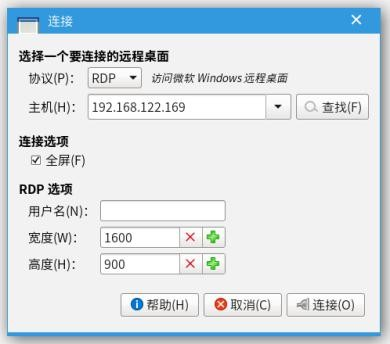 连接
选择一个要连接的远程桌面
协议(P)： RDP 访问微软 Windows 远程桌面
主机(H)： 192.168.122.169 查找(F)
连接选项
全屏(F)
RDP 选项
用户名(N)：
宽度(W)： 1600
高度(H)： 900
帮助(H) 取消(C) 连接(O)